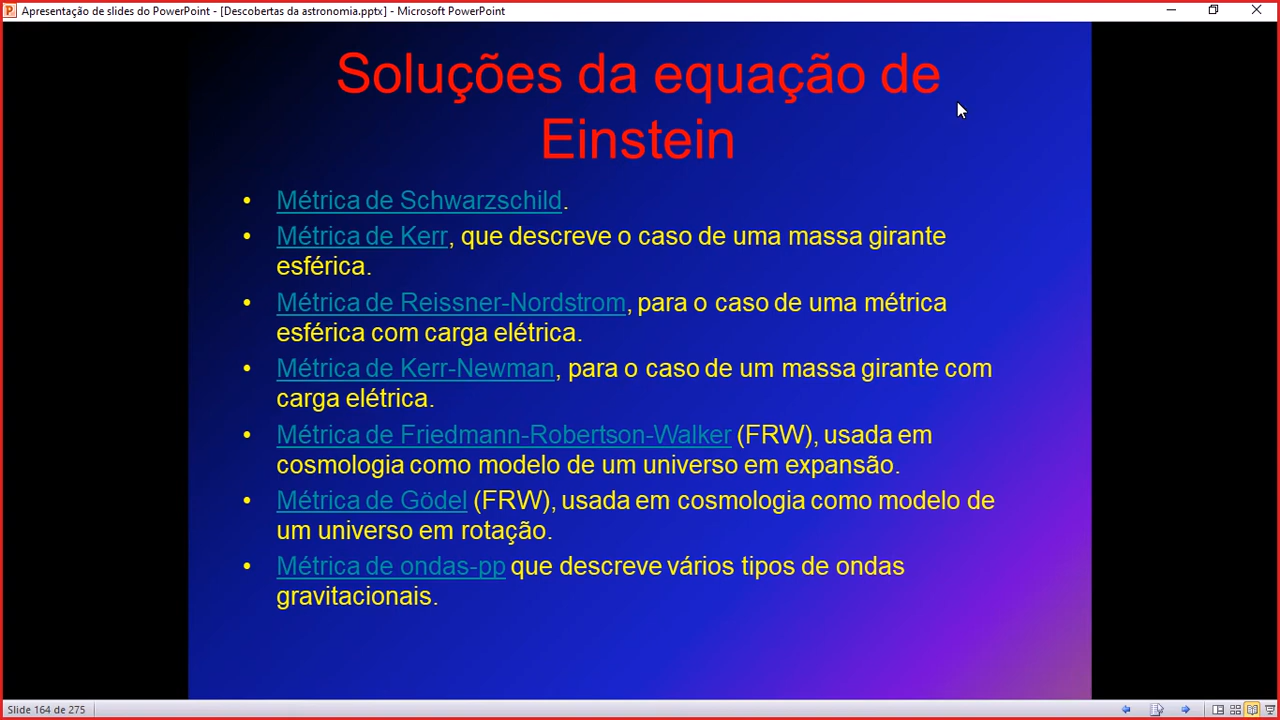 Apresentação de slides do PowerPoint - [Descobertas da astronomia.pptx] - Microsoft PowerPoint
Soluções da equação de
Einstein
• Métrica de Schwarzschild.
• Métrica de Kerr, que descreve o caso de uma massa girante
esférica.
• Métrica de Reissner-Nordstrom, para o caso de uma métrica
esférica com carga elétrica.
• Métrica de Kerr-Newman, para o caso de um massa girante com
carga elétrica.
• Métrica de Friedmann-Robertson-Walker (FRW), usada em
cosmologia como modelo de um universo em expansão.
• Métrica de Gödel (FRW), usada em cosmologia como modelo de
um universo em rotação.
• Métrica de ondas-pp que descreve vários tipos de ondas
gravitacionais.
Slide 164 de 275